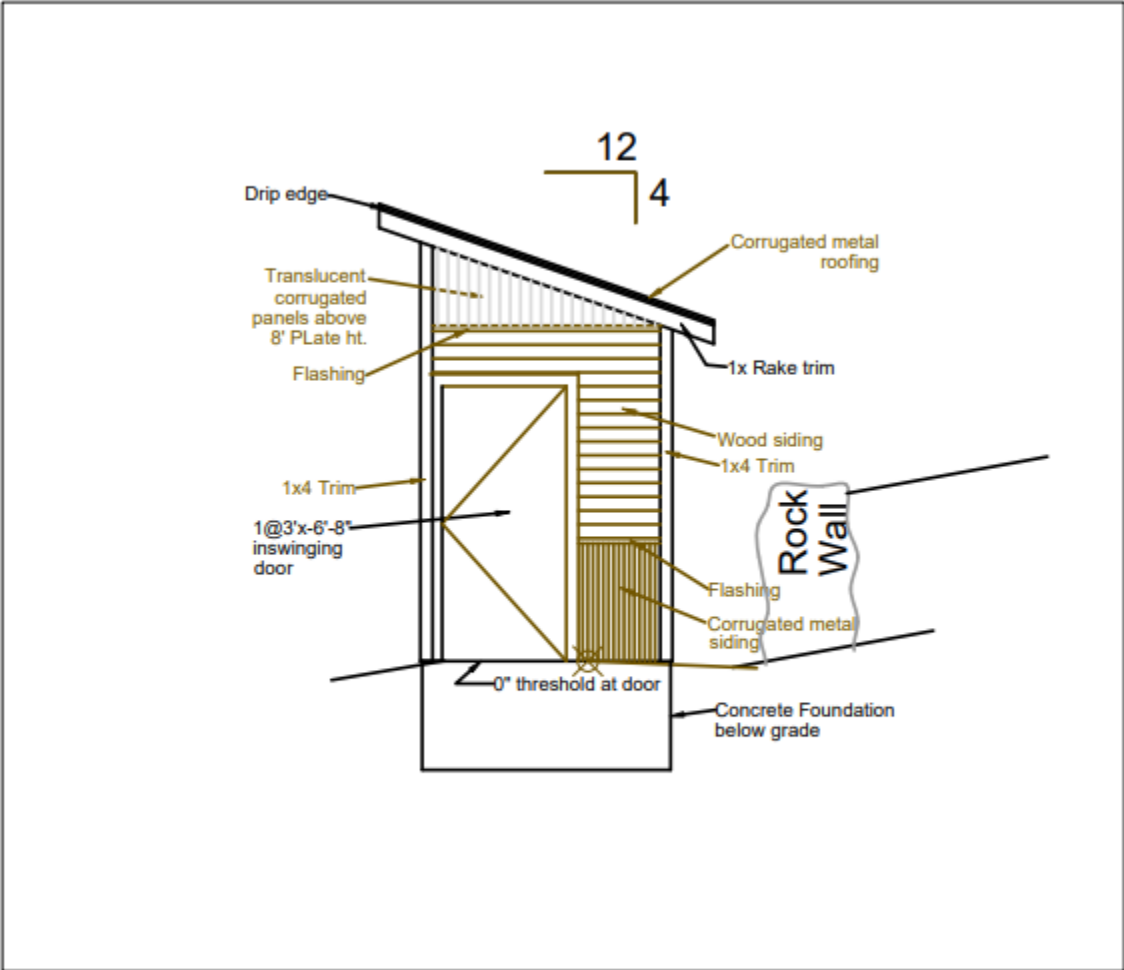 12
4
Drip edge
Corrugated metal
roofing
Translucent
corrugated
panels above
8' PLate ht.
Flashing
1x Rake trim
Wood siding
1x4 Trim
1x4 Trim
1@3'x-6'-8"
inswinging
door
Rock
Wall
Flashing
Corrugated metal
siding
0" threshold at door
Concrete Foundation
below grade